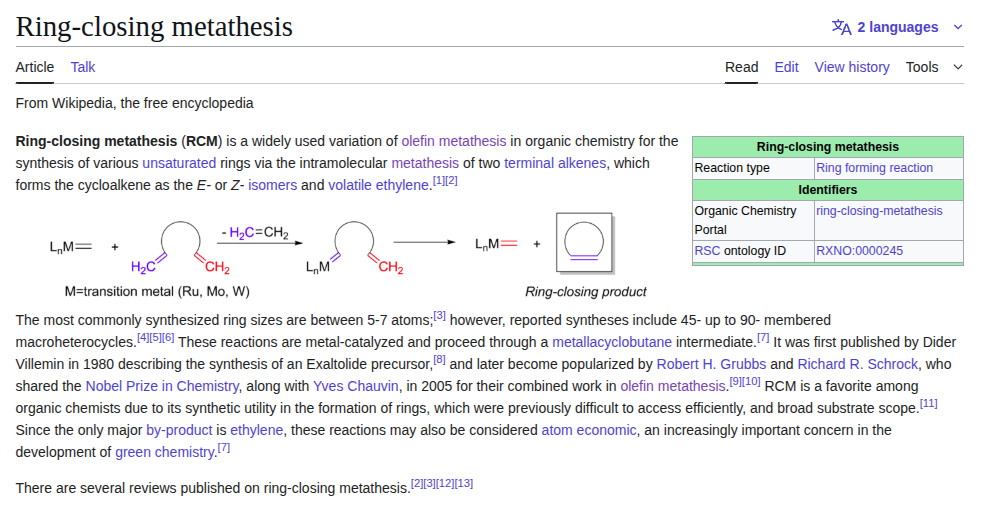 Ring-closing metathesis
2 languages
Article Talk
Read Edit View history Tools
From Wikipedia, the free encyclopedia
Ring-closing metathesis (RCM) is a widely used variation of olefin metathesis in organic chemistry for the
synthesis of various unsaturated rings via the intramolecular metathesis of two terminal alkenes, which
forms the cycloalkene as the E- or Z- isomers and volatile ethylene.[1][2]
Ring-closing metathesis
Reaction type Ring forming reaction
Identifiers
Organic Chemistry Portal ring-closing-metathesis
RSC ontology ID RXNO:0000245
LnM= + H2C CH2 - H2C=CH2 LnM CH2 LnM= +
M=transition metal (Ru, Mo, W)
Ring-closing product
The most commonly synthesized ring sizes are between 5-7 atoms;[3] however, reported syntheses include 45- up to 90- membered
macroheterocycles.[4][5][6] These reactions are metal-catalyzed and proceed through a metallacyclobutane intermediate.[7] It was first published by Dider
Villemin in 1980 describing the synthesis of an Exaltolide precursor,[8] and later become popularized by Robert H. Grubbs and Richard R. Schrock, who
shared the Nobel Prize in Chemistry, along with Yves Chauvin, in 2005 for their combined work in olefin metathesis.[9][10] RCM is a favorite among
organic chemists due to its synthetic utility in the formation of rings, which were previously difficult to access efficiently, and broad substrate scope.[11]
Since the only major by-product is ethylene, these reactions may also be considered atom economic, an increasingly important concern in the
development of green chemistry.[7]
There are several reviews published on ring-closing metathesis.[2][3][12][13]